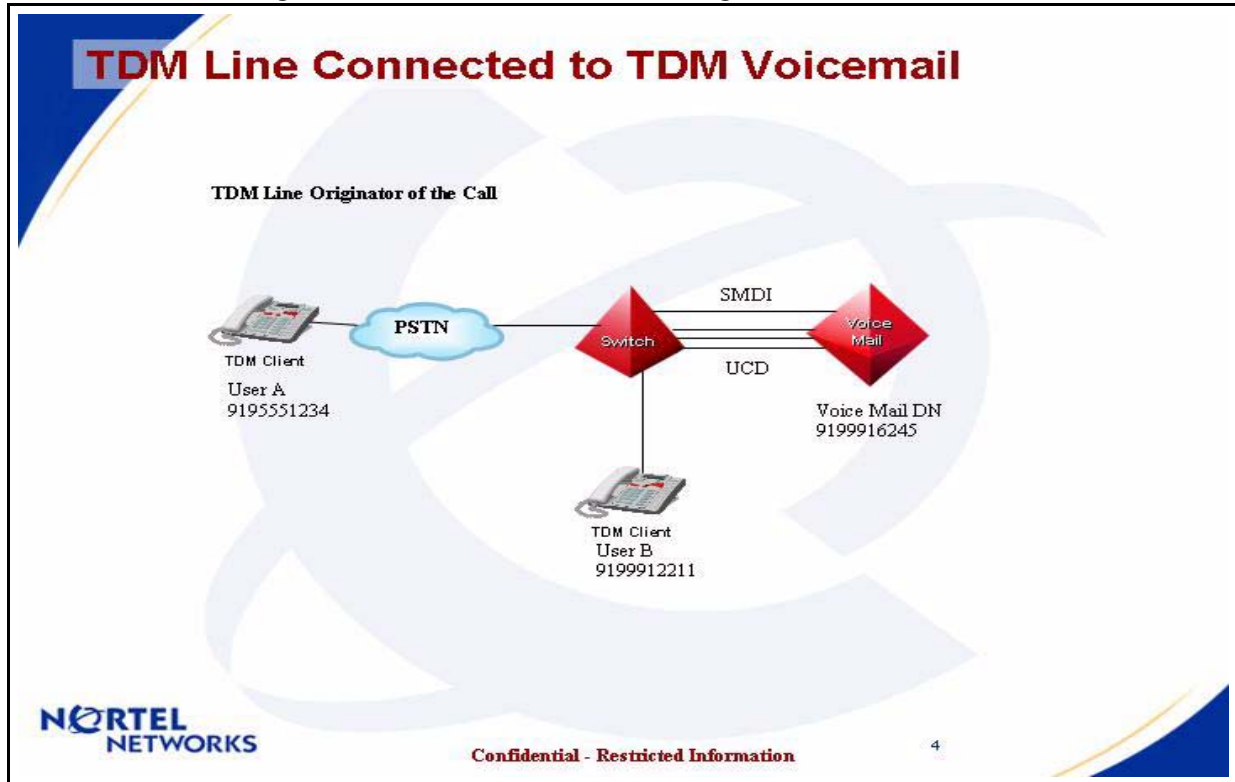 TDM Line Connected to TDM Voicemail
TDM Line Originator of the Call
SMDI
PSTN
Switch
Voice
Mail
TDM Client
UCD
User A
9195551234
Voice Mail DN
9199916245
TDM Client
User B
9199912211
NORTEL
NETWORKS
Confidential - Restricted Information
4